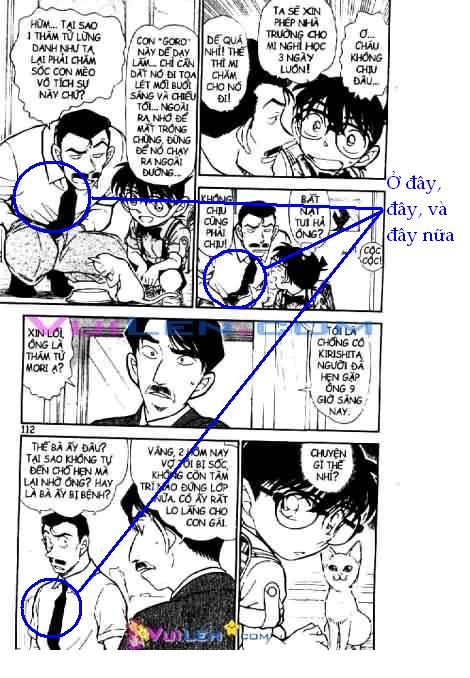 HỪM... TẠI SAO
1 THÁM TỬ LỪNG
DANH NHƯ TA,
LẠI PHẢI CHĂM
SÓC CON MÈO
VÔ TÍCH SỰ
NÀY CHỨ?
CON "GORO"
NÀY DỄ DẠY
LẮM... CHỈ CẦN
DẮT NÓ ĐI TOA
LÉT MỖI BUỔI
SÁNG VÀ CHIỀU
TỐI... NGOÀI
RA, NHỚ ĐỂ
MẮT TRÔNG
CHỪNG, ĐỪNG
ĐỂ NÓ CHẠY
RA NGOÀI
ĐƯỜNG...
DỄ QUÁ
NHỈ! THẾ
THÌ MI
CHĂM CHO
NÓ ĐI!
TA SẼ XIN
PHÉP NHÀ
TRƯỜNG CHO
MI NGHỈ HỌC
3 NGÀY
LUÔN!
Ơ...
CHÁU
KHÔNG
CHỊU
ĐÂU...
KHÔNG
CHỊU
CŨNG
PHẢI
CHỊU!
BẮT
NẠT
TUI HẢ
ÔNG?
(CỘC
CỘC!
Ở đây,
đây, và
đây nữa
XIN LỖI,
ÔNG LÀ
THÁM TỬ
MORI Ạ?
TÔI LÀ
CHỒNG CÔ
KIRISHITA,
NGƯỜI ĐÃ
HẸN GẶP
ÔNG 9
GIỜ SÁNG
NAY.
VuiLen.com
112
THẾ BÀ ẤY ĐÂU?
TẠI SAO KHÔNG TỰ
ĐẾN CHỖ HẸN MÀ
LẠI NHỜ ÔNG? HAY
LÀ BÀ ẤY BỊ BỆNH?
VÂNG, 2 HÔM NAY
VỢ TÔI BỊ SỐC,
KHÔNG CÒN TÂM
TRÍ NÀO ĐỨNG LỚP
NỮA. CÔ ẤY RẤT
LO LẮNG CHO
CON GÁI.
CHUYỆN
GÌ THẾ
NHỈ?
VuiLen.com